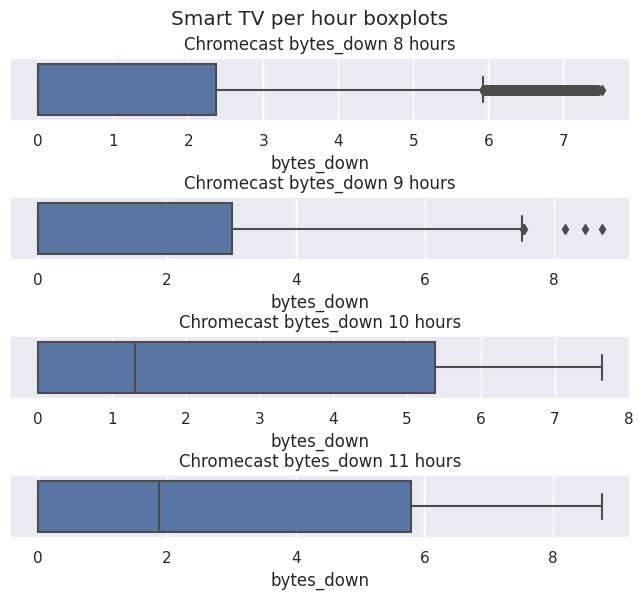 Smart TV per hour boxplots
Chromecast bytes_down 8 hours
0 1 2 3 4 5 6 7
bytes_down
Chromecast bytes_down 9 hours
0 2 4 6 8
bytes_down
Chromecast bytes_down 10 hours
0 1 2 3 4 5 6 7 8
bytes_down
Chromecast bytes_down 11 hours
0 2 4 6 8
bytes_down